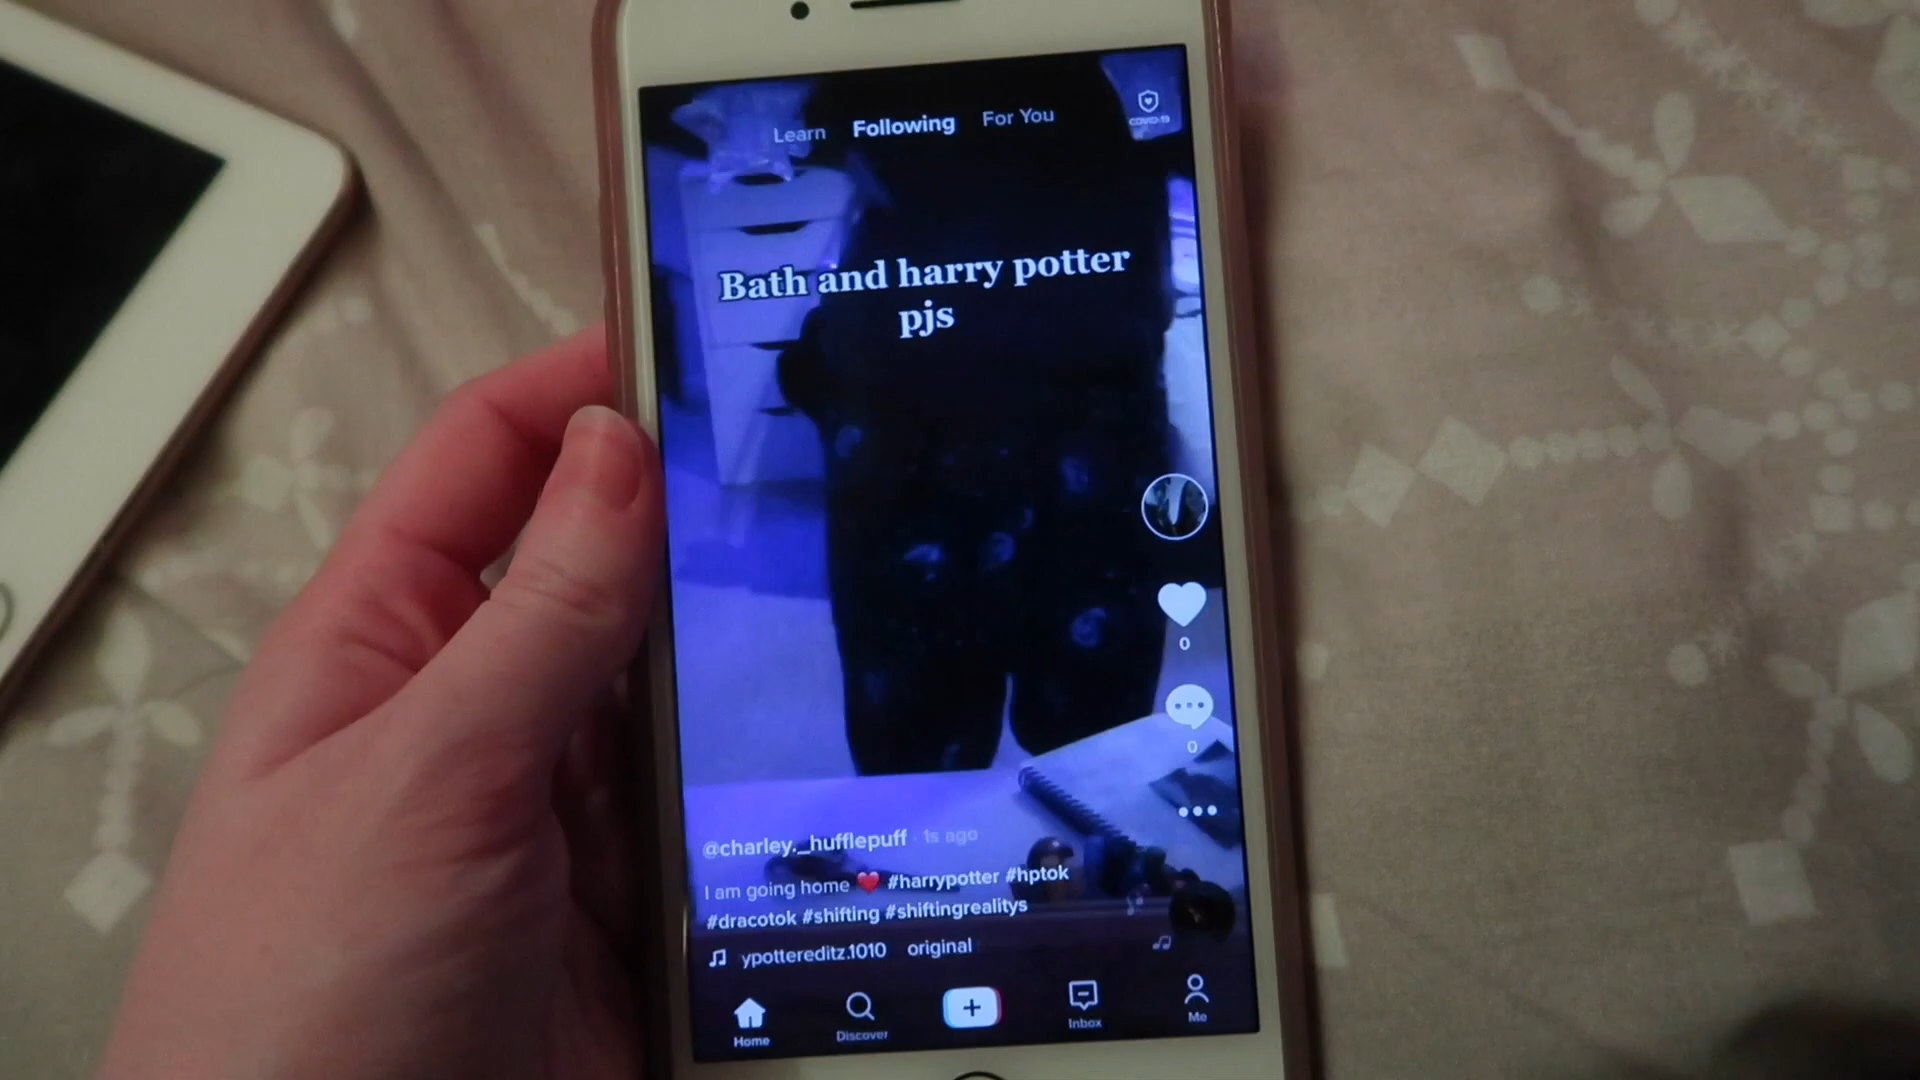 Learn Following For You
COVID-19
Bath and harry potter
pjs
0
0
@charley._hufflepuff · 1s ago
I am going home ❤️ #harrypotter #hptok
#dracotok #shifting #shiftingrealitys
ypottereditz.1010 original
Home Discover Inbox Me